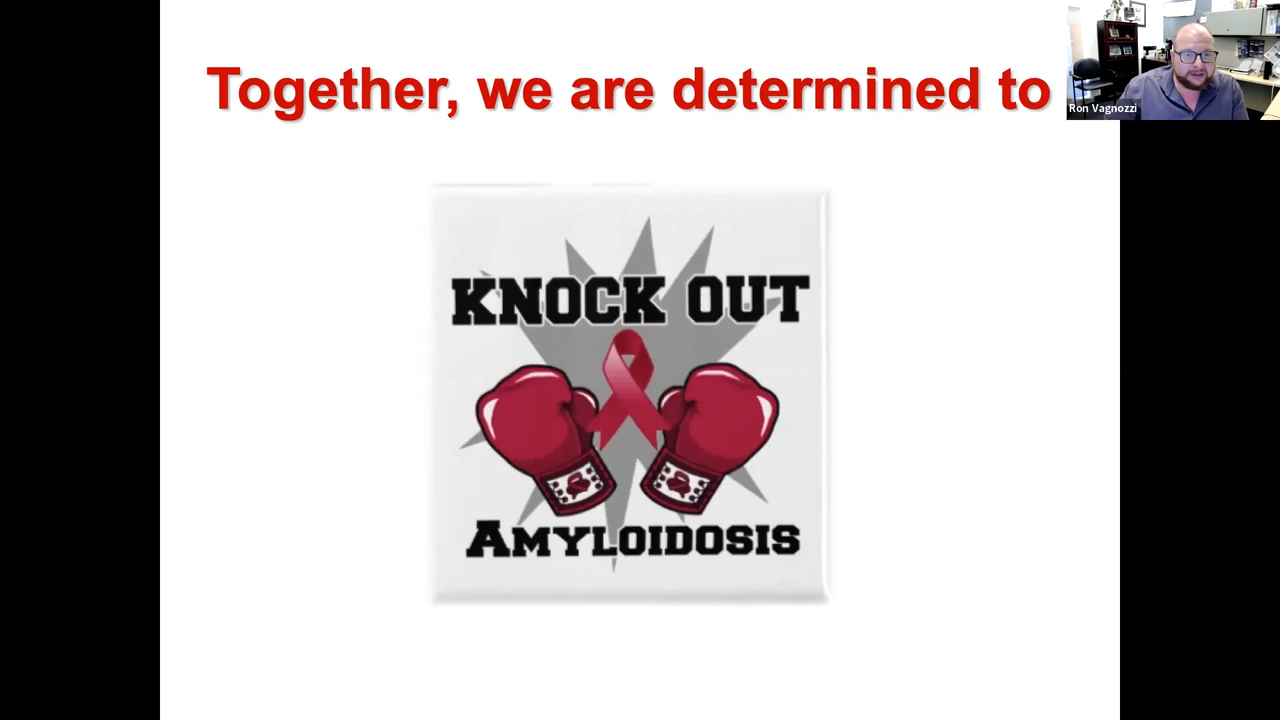 Together, we are determined to
Ron Vagnozzi
KNOCK OUT
AMYLOIDOSIS